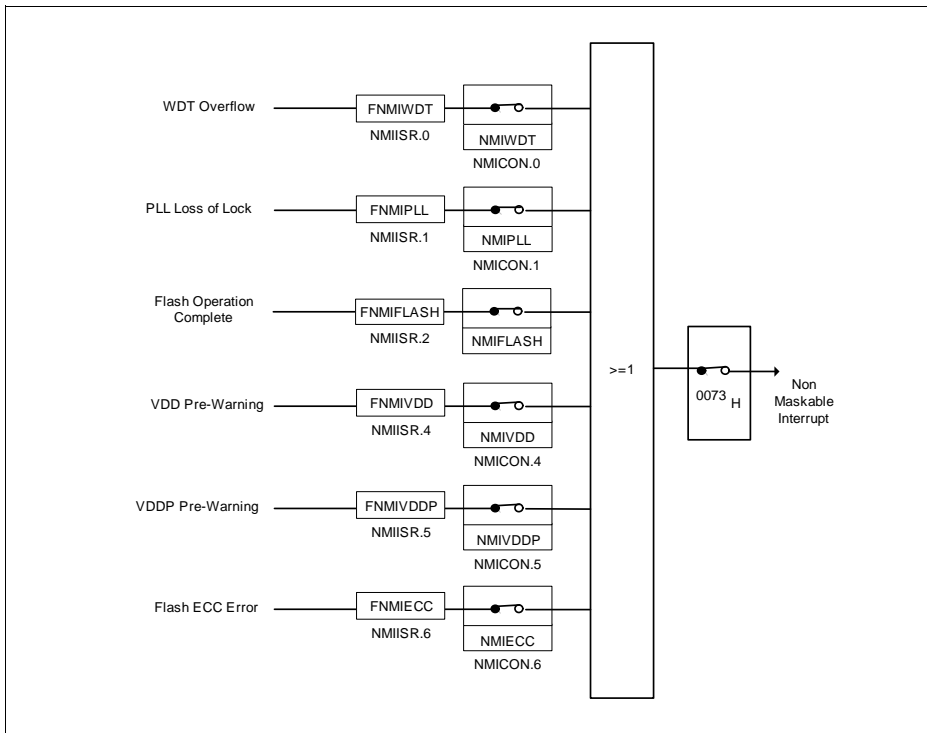 WDT Overflow
FNMIWDT
NMIISR.0
NMIWDT
NMICON.0
PLL Loss of Lock
FNMIPLL
NMIISR.1
NMIPLL
NMICON.1
Flash Operation
Complete
FNMIFLASH
NMIISR.2
NMIFLASH
VDD Pre-Warning
FNMIVDD
NMIISR.4
NMIVDD
NMICON.4
VDDP Pre-Warning
FNMIVDDP
NMIISR.5
NMIVDDP
NMICON.5
Flash ECC Error
FNMIECC
NMIISR.6
NMIECC
NMICON.6
>=1
0073 H
Non
Maskable
Interrupt